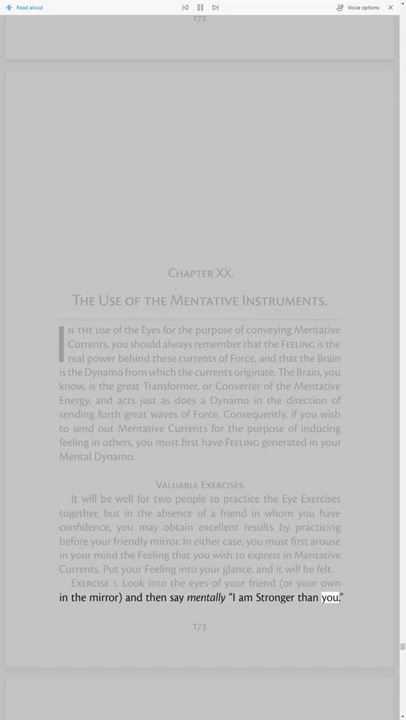 Read aloud
Voice options
172
Chapter XX.
The Use of the Mentative Instruments.
In the use of the Eyes for the purpose of conveying Mentative
Currents, you should always remember that the Feeling is the
real power behind these currents of Force, and that the Brain
is the Dynamo from which the currents originate. The Brain, you
know, is the great Transformer, or Converter of the Mentative
Energy, and acts just as does a Dynamo in the direction of
sending forth great waves of Force. Consequently, if you wish
to send out Mentative Currents for the purpose of inducing
feeling in others, you must first have Feeling generated in your
Mental Dynamo.
Valuable Exercises.
It will be well for two people to practice the Eye Exercises
together, but in the absence of a friend in whom you have
confidence, you may obtain excellent results by practicing
before your friendly mirror. In either case, you must first arouse
in your mind the Feeling that you wish to express in Mentative
Currents. Put your Feeling into your glance, and it will be felt.
Exercise 1. Look into the eyes of your friend (or your own
in the mirror) and then say mentally “I am Stronger than you.”
173